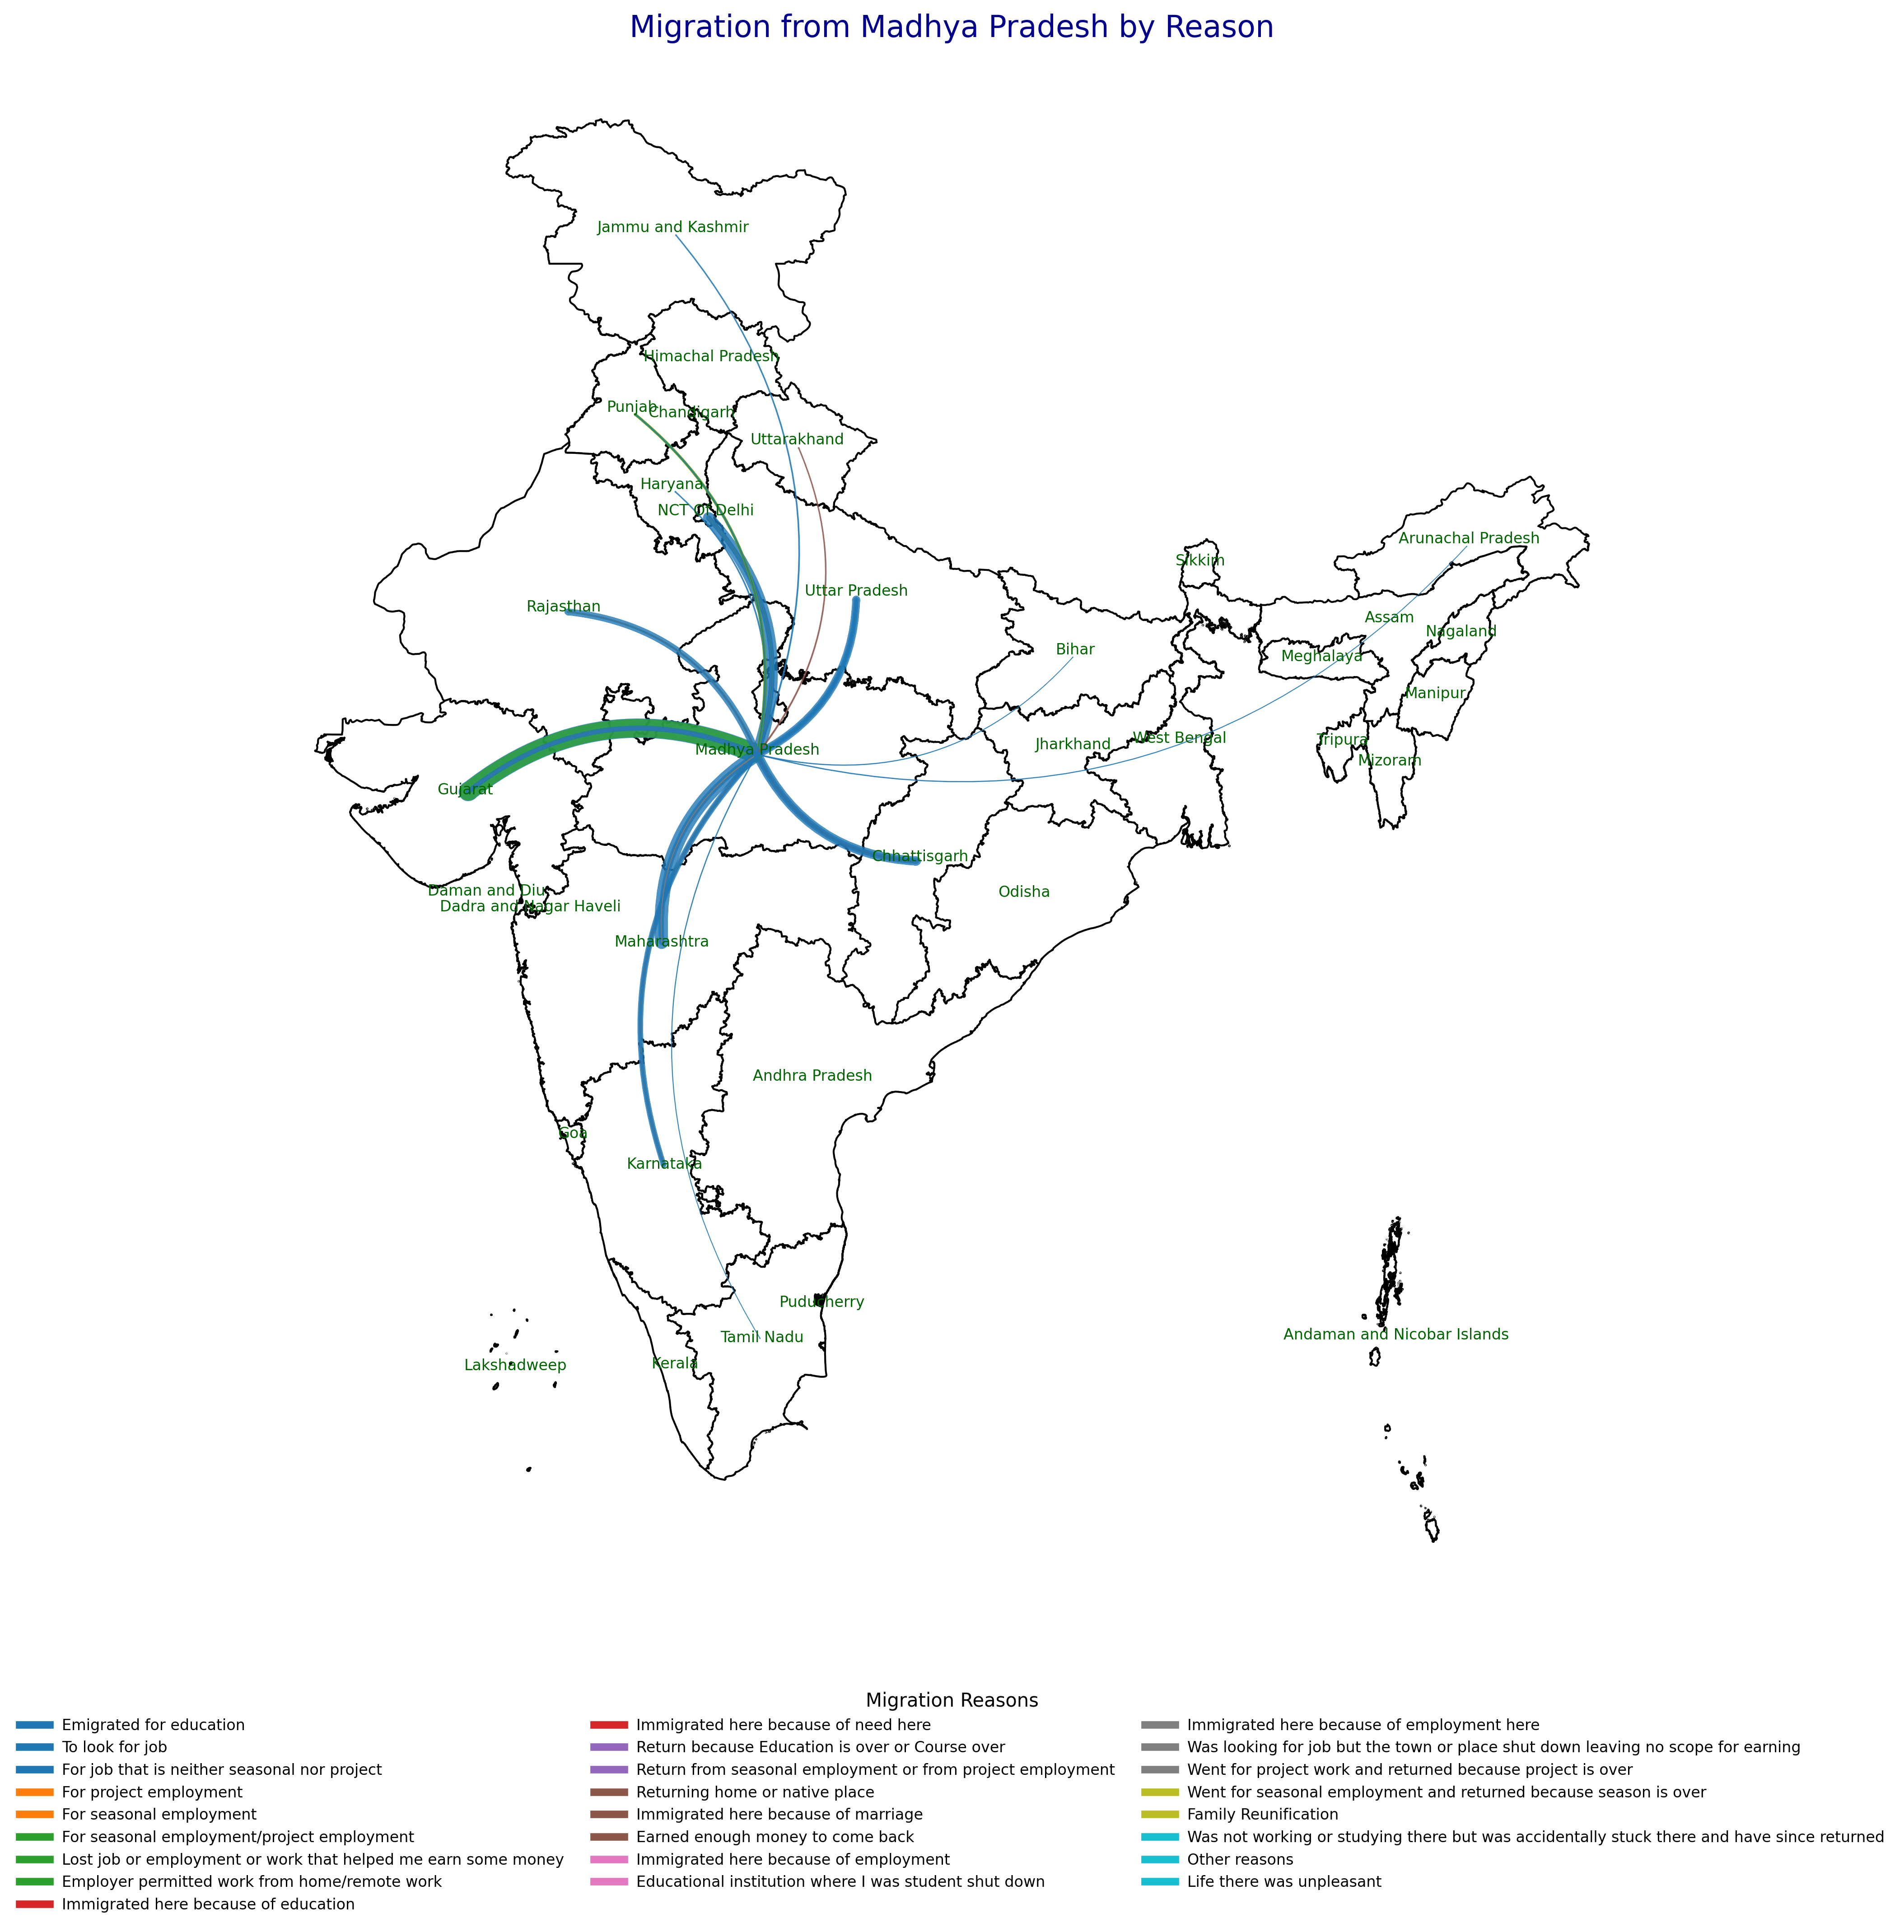 Migration from Madhya Pradesh by Reason
Jammu and Kashmir
Himachal Pradesh
Punjab
Chandigarh
Uttarakhand
Haryana
NCT Of Delhi
Arunachal Pradesh
Sikkim
Uttar Pradesh
Rajasthan
Assam
Nagaland
Bihar
Meghalaya
Manipur
West Bengal
Tripura
Jharkhand
Madhya Pradesh
Mizoram
Gujarat
Chhattisgarh
Daman and Diu
Odisha
Dadra and Nagar Haveli
Maharashtra
Andhra Pradesh
Goa
Karnataka
Puducherry
Andaman and Nicobar Islands
Tamil Nadu
Kerala
Lakshadweep
Migration Reasons
Emigrated for education
To look for job
For job that is neither seasonal nor project
For project employment
For seasonal employment
For seasonal employment/project employment
Lost job or employment or work that helped me earn some money
Employer permitted work from home/remote work
Immigrated here because of education
Immigrated here because of need here
Return because Education is over or Course over
Return from seasonal employment or from project employment
Returning home or native place
Immigrated here because of marriage
Earned enough money to come back
Immigrated here because of employment
Educational institution where I was student shut down
Immigrated here because of employment here
Was looking for job but the town or place shut down leaving no scope for earning
Went for project work and returned because project is over
Went for seasonal employment and returned because season is over
Family Reunification
Was not working or studying there but was accidentally stuck there and have since returned
Other reasons
Life there was unpleasant